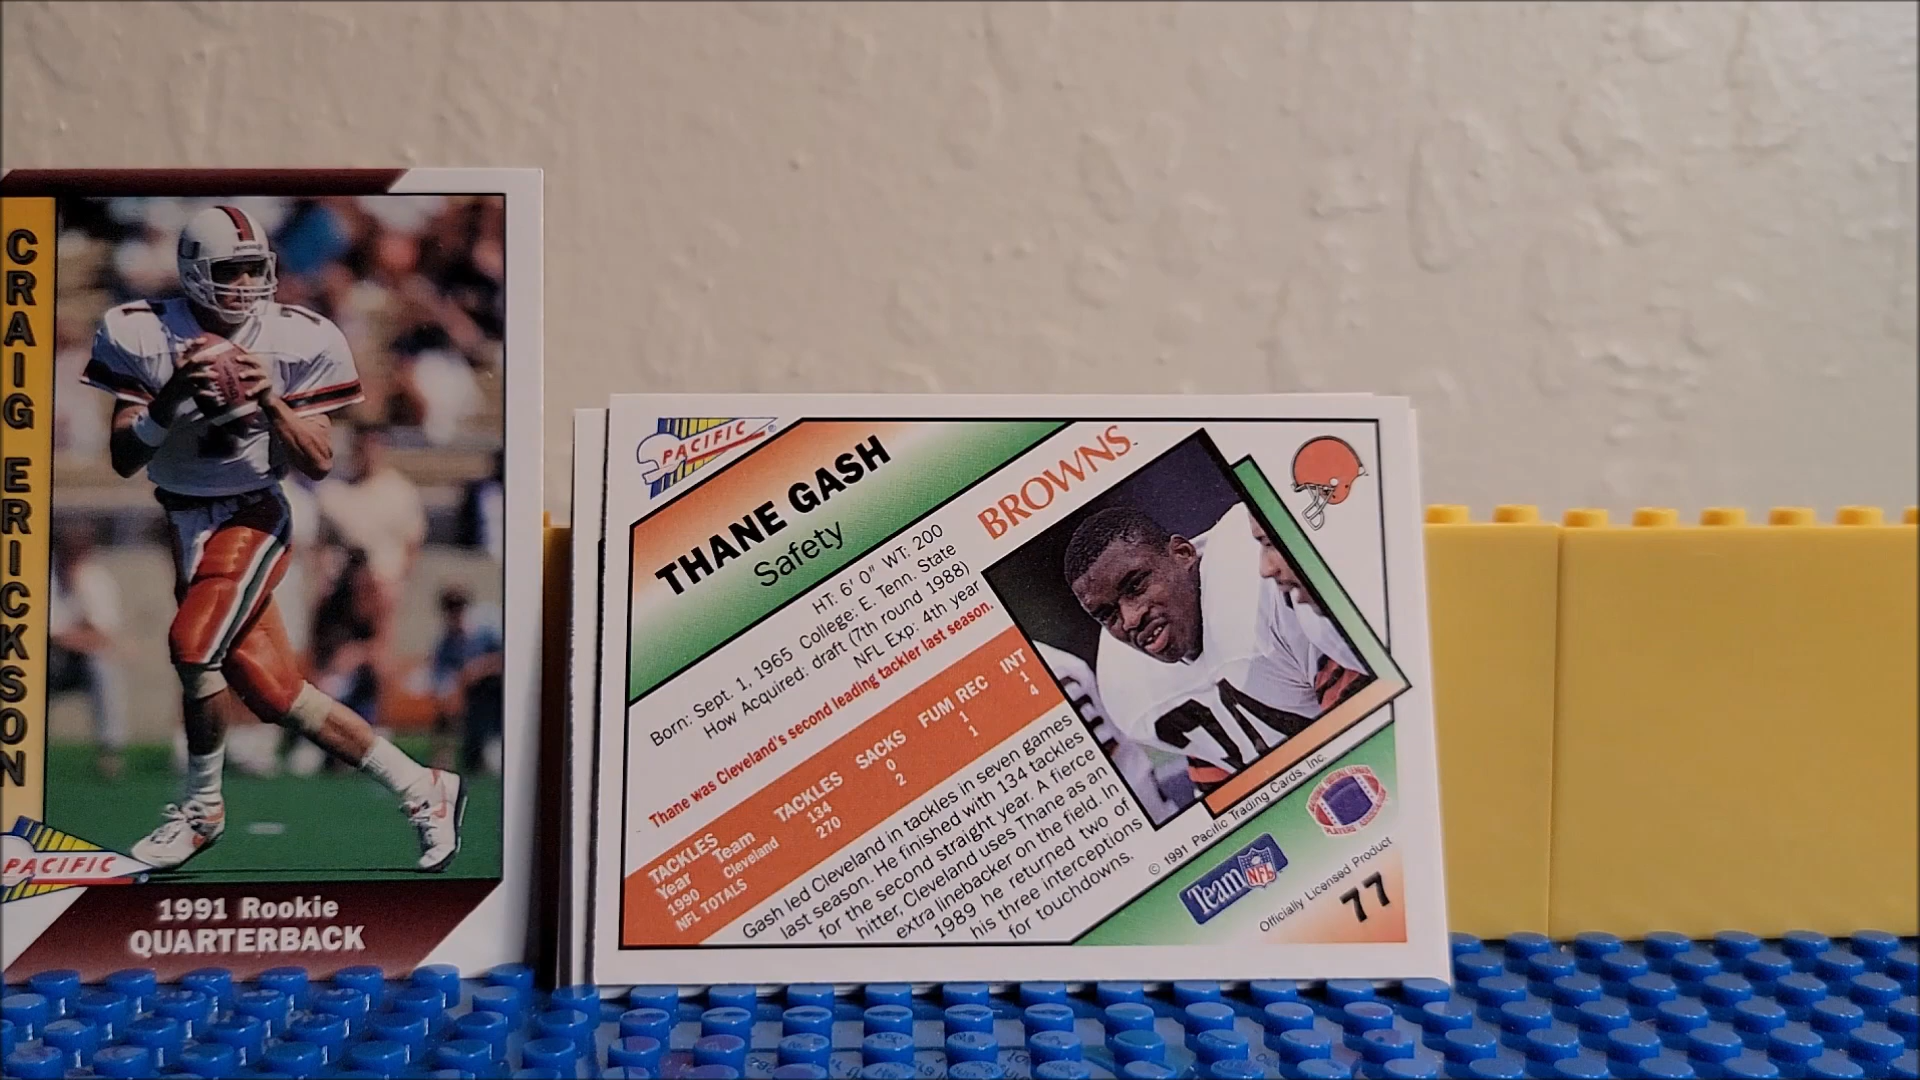 CRAIG ERICKSON
PACIFIC
1991 Rookie
QUARTERBACK
PACIFIC®
THANE GASH
Safety
BROWNS
HT: 6' 0" WT: 200
Born: Sept. 1, 1965 College: E. Tenn. State
How Acquired: draft (7th round 1988)
NFL Exp: 4th year
Thane was Cleveland's second leading tackler last season.
TACKLES
Year Team TACKLES SACKS FUM REC INT
1990 Cleveland 134 0 1 1
NFL TOTALS 270 2 1 4
Gash led Cleveland in tackles in seven games
last season. He finished with 134 tackles
for the second straight year. A fierce
hitter, Cleveland uses Thane as an
extra linebacker on the field. In
1989 he returned two of
his three interceptions
for touchdowns.
34
© 1991 Pacific Trading Cards, Inc.
Team NFL
Officially Licensed Product
77